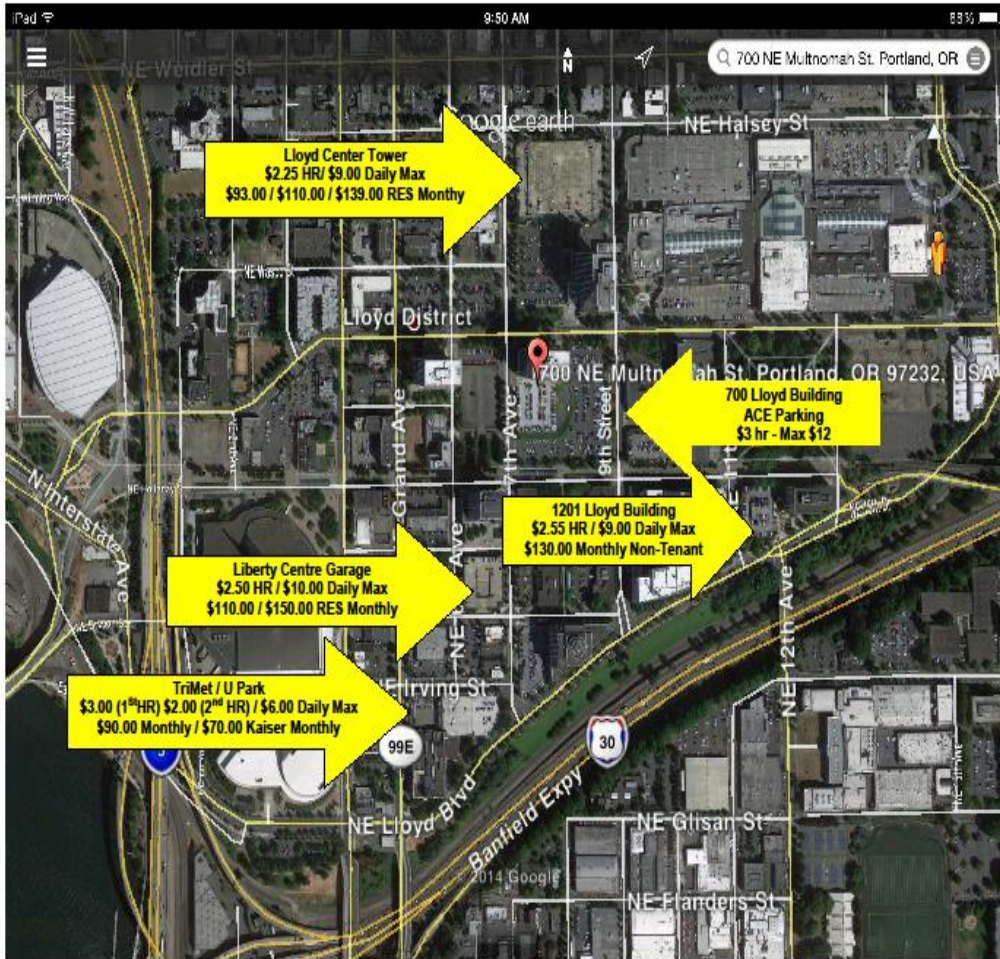 iPad
9:50 AM
88%
N
700 NE Multnomah St. Portland, OR
NE Weidler St
Google earth
NE Halsey St
Lloyd Center Tower
$2.25 HR/ $9.00 Daily Max
$93.00 / $110.00 / $139.00 RES Monthy
Lloyd District
700 NE Multnomah St. Portland, OR 97232, USA
700 Lloyd Building
ACE Parking
$3 hr - Max $12
Grand Ave
7th Ave
9th Street
NE 11th
N Interstate Ave
1201 Lloyd Building
$2.55 HR / $9.00 Daily Max
$130.00 Monthly Non-Tenant
Liberty Centre Garage
$2.50 HR / $10.00 Daily Max
$110.00 / $150.00 RES Monthly
NE Ave
NE 12th Ave
NE Irving St
TriMet / U Park
$3.00 (1st HR) $2.00 (2nd HR) / $6.00 Daily Max
$90.00 Monthly / $70.00 Kaiser Monthly
99E
30
5
NE Lloyd Blvd
Banfield Expy
NE Glisan St
© 2014 Google
NE Flanders St